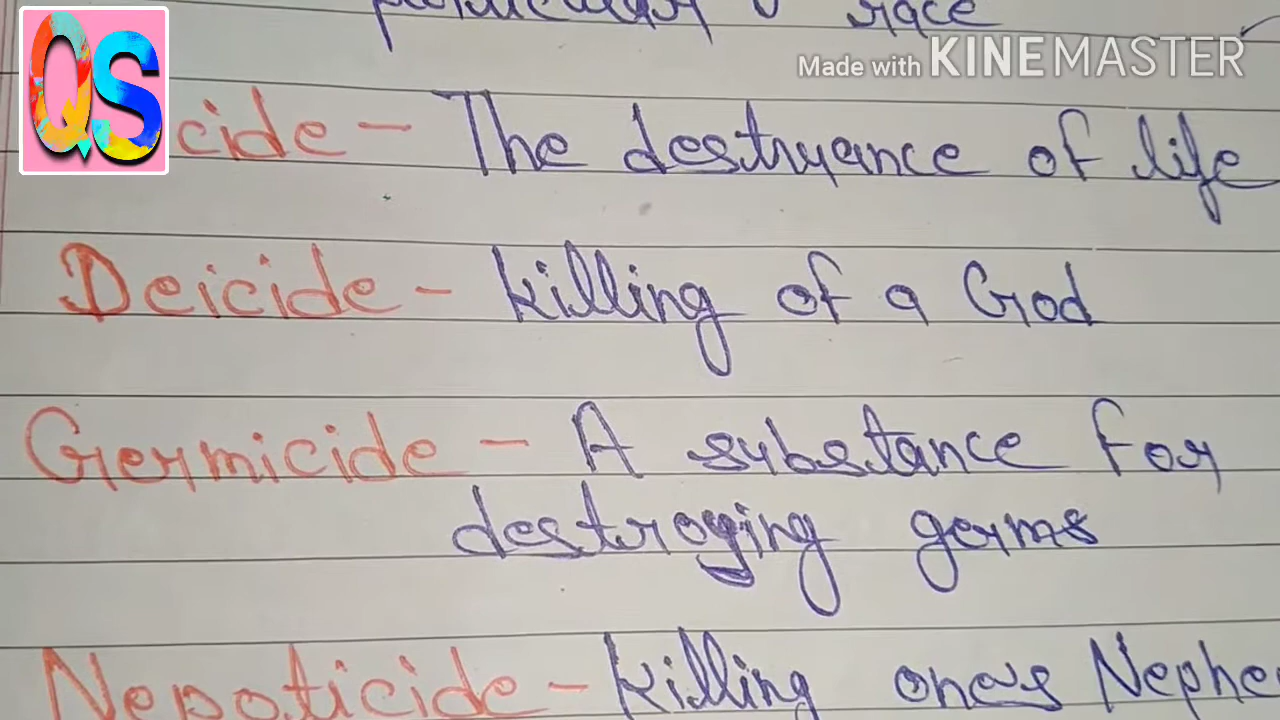 race
QS
Made with KINEMASTER
cide - The destryance of life
Deicide - killing of a God
Germicide - A substance for
destroying germs
Nepoticide - killing ones Nephe